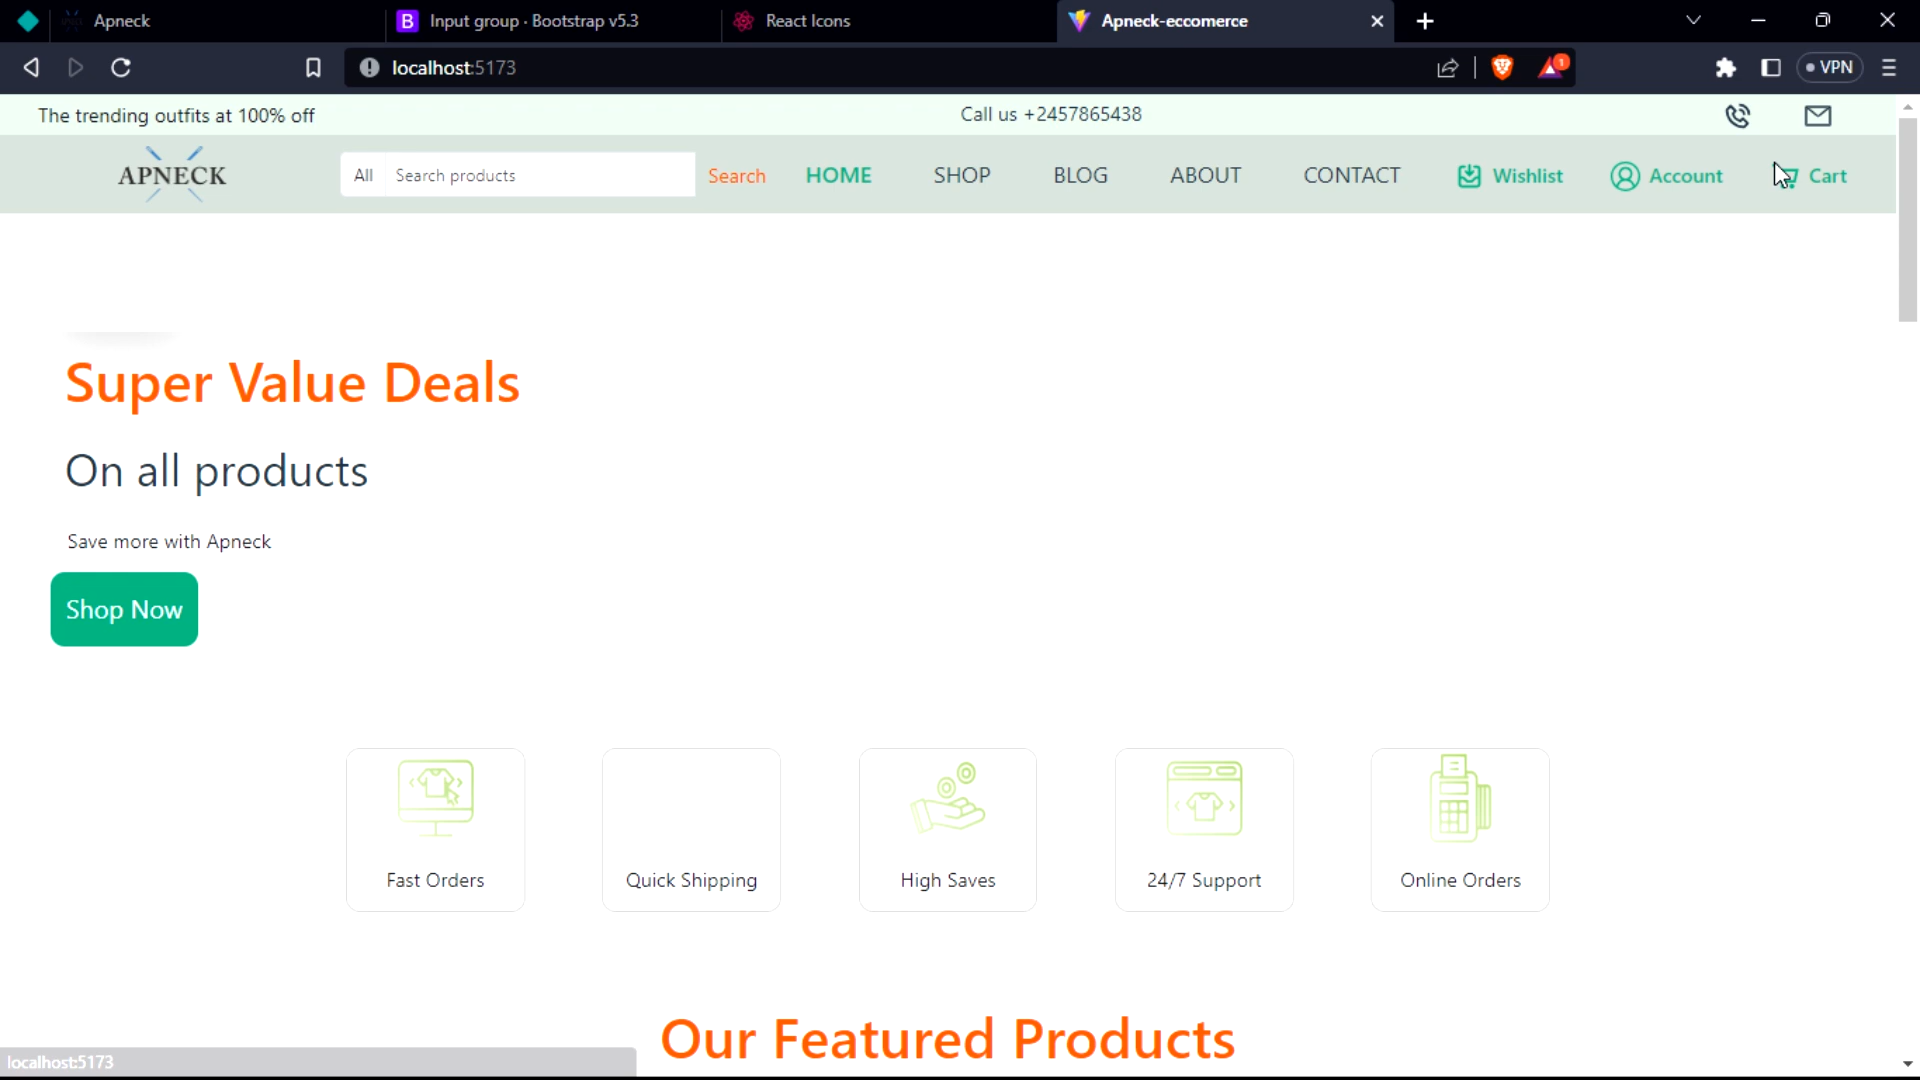 Apneck
B Input group · Bootstrap v5.3
React Icons
Apneck-eccomerce
localhost:5173
1
VPN
The trending outfits at 100% off
Call us +2457865438
APNECK
All
Search products
Search
HOME
SHOP
BLOG
ABOUT
CONTACT
Wishlist
Account
Cart
Super Value Deals
On all products
Save more with Apneck
Shop Now
Fast Orders
Quick Shipping
High Saves
24/7 Support
Online Orders
Our Featured Products
localhost:5173